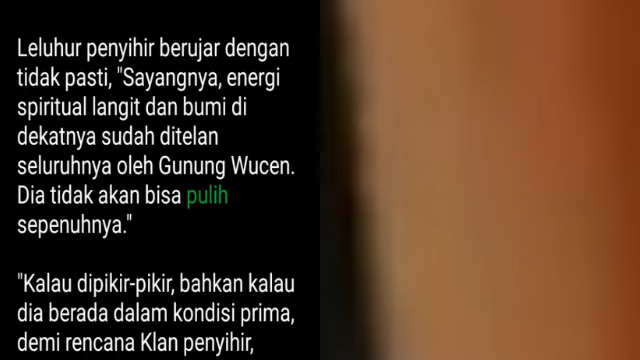 Leluhur penyihir berujar dengan
tidak pasti, "Sayangnya, energi
spiritual langit dan bumi di
dekatnya sudah ditelan
seluruhnya oleh Gunung Wucen.
Dia tidak akan bisa pulih
sepenuhnya."
"Kalau dipikir-pikir, bahkan kalau
dia berada dalam kondisi prima,
demi rencana Klan penyihir,